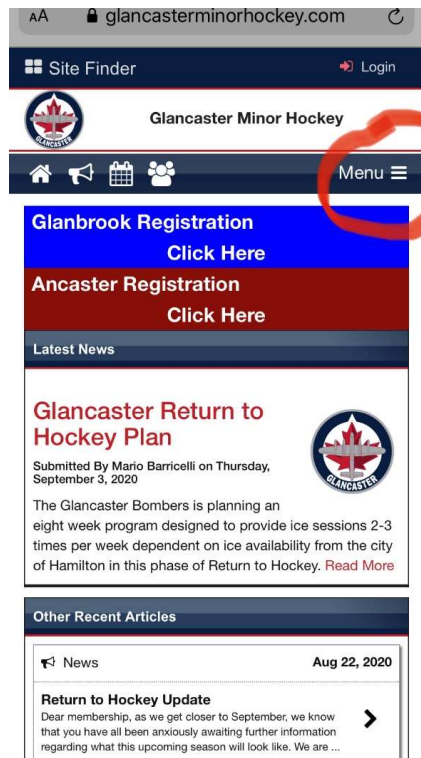 AA glancasterminorhockey.com
Site Finder Login
GLANCASTER
Glancaster Minor Hockey
Menu
Glanbrook Registration
Click Here
Ancaster Registration
Click Here
Latest News
Glancaster Return to
Hockey Plan
GLANCASTER
Submitted By Mario Barricelli on Thursday,
September 3, 2020
The Glancaster Bombers is planning an
eight week program designed to provide ice sessions 2-3
times per week dependent on ice availability from the city
of Hamilton in this phase of Return to Hockey. Read More
Other Recent Articles
News Aug 22, 2020
Return to Hockey Update
Dear membership, as we get closer to September, we know
that you have all been anxiously awaiting further information
regarding what this upcoming season will look like. We are ...